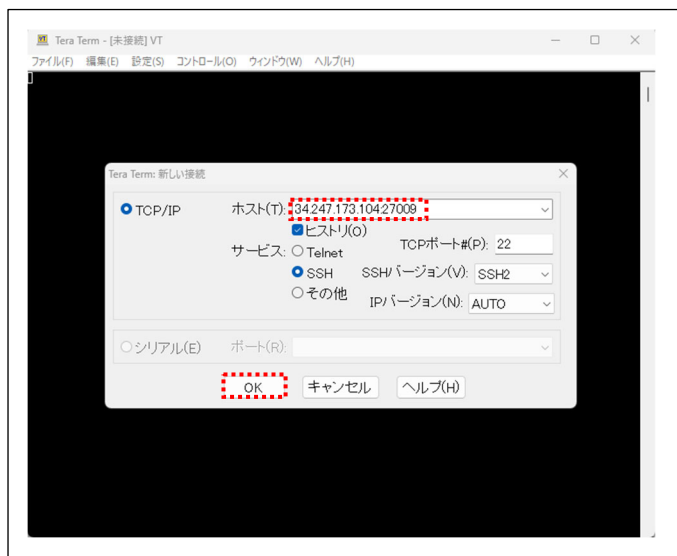 Tera Term - [未接続] VT
ファイル(F) 編集(E) 設定(S) コントロール(O) ウィンドウ(W) ヘルプ(H)
Tera Term: 新しい接続
TCP/IP ホスト(T): 34.247.173.104:27009
ヒストリ(O)
サービス: Telnet TCPポート#(P): 22
SSH SSHバージョン(V): SSH2
その他 IPバージョン(N): AUTO
シリアル(E) ポート(R):
OK キャンセル ヘルプ(H)